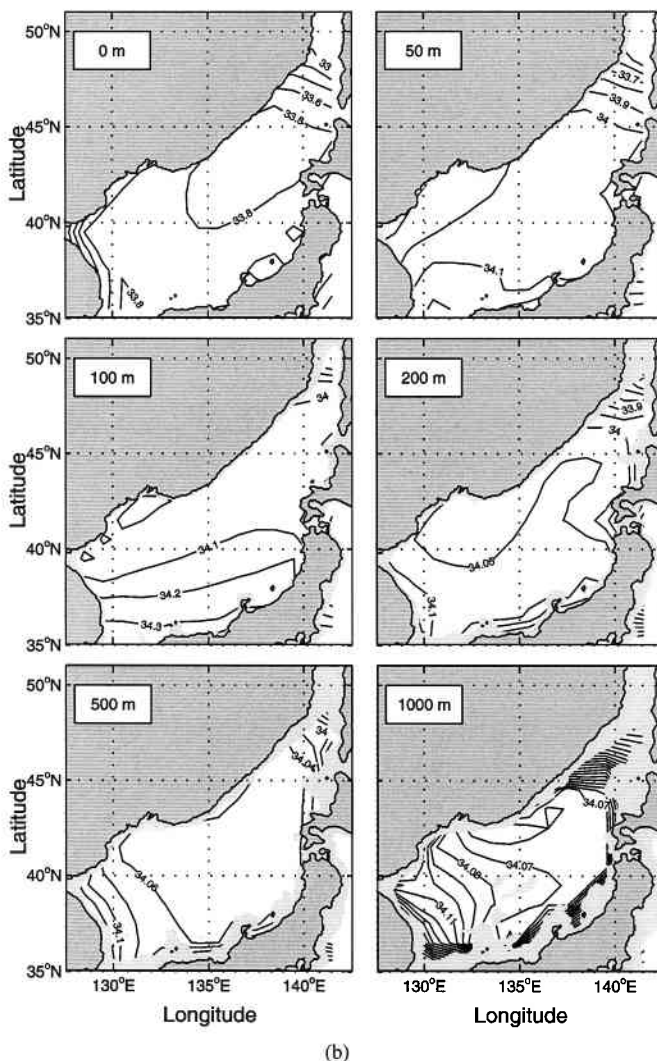 0 m
50 m
50°N
45°N
40°N
35°N
Latitude
33
33.6
33.8
33.8
33.8
33.7
33.9
34
34.1
100 m
200 m
50°N
45°N
40°N
35°N
Latitude
34
34.1
34.2
34.3
33.9
34
34.05
34.1
500 m
1000 m
50°N
45°N
40°N
35°N
Latitude
34
34.04
34.06
34.1
34.07
34.07
34.08
34.11
130°E
135°E
140°E
130°E
135°E
140°E
Longitude
Longitude
(b)